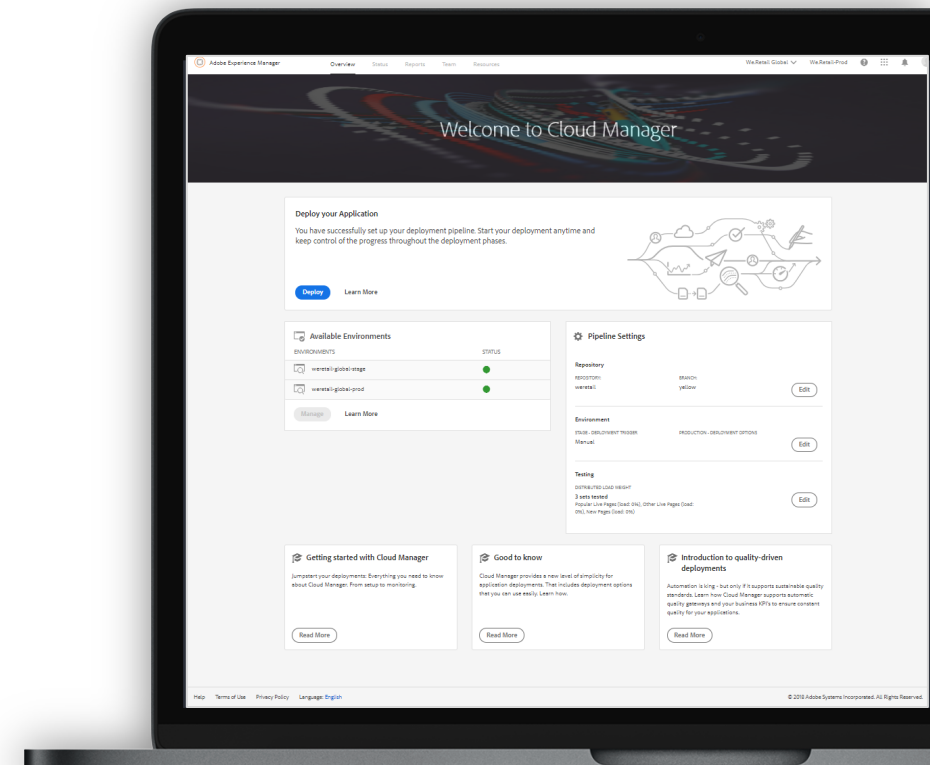 Adobe Experience Manager
Overview
Status
Reports
Team
Resources
We.Retail Global
We.Retail-Prod
Welcome to Cloud Manager
Deploy your Application
You have successfully set up your deployment pipeline. Start your deployment anytime and
keep control of the progress throughout the deployment phases.
Deploy
Learn More
Available Environments
ENVIRONMENTS
STATUS
weretail-global-stage
weretail-global-prod
Manage
Learn More
Pipeline Settings
Repository
REPOSITORY:
BRANCH:
weretail
yellow
Edit
Environment
STAGE - DEPLOYMENT TRIGGER
PRODUCTION - DEPLOYMENT OPTIONS
Manual
Edit
Testing
DISTRIBUTED LOAD WEIGHT
3 sets tested
Popular Live Pages (load: 0%), Other Live Pages (load:
0%), New Pages (load: 0%)
Edit
Getting started with Cloud Manager
Jumpstart your deployments: Everything you need to know
about Cloud Manager. From setup to monitoring.
Read More
Good to know
Cloud Manager provides a new level of simplicity for
application deployments. That includes deployment options
that you can use easily. Learn how.
Read More
Introduction to quality-driven
deployments
Automation is king - but only if it supports sustainable quality
standards. Learn how Cloud Manager supports automatic
quality gateways and your business KPI's to ensure constant
quality for your applications.
Read More
Help
Terms of Use
Privacy Policy
Language: English
© 2018 Adobe Systems Incorporated. All Rights Reserved.